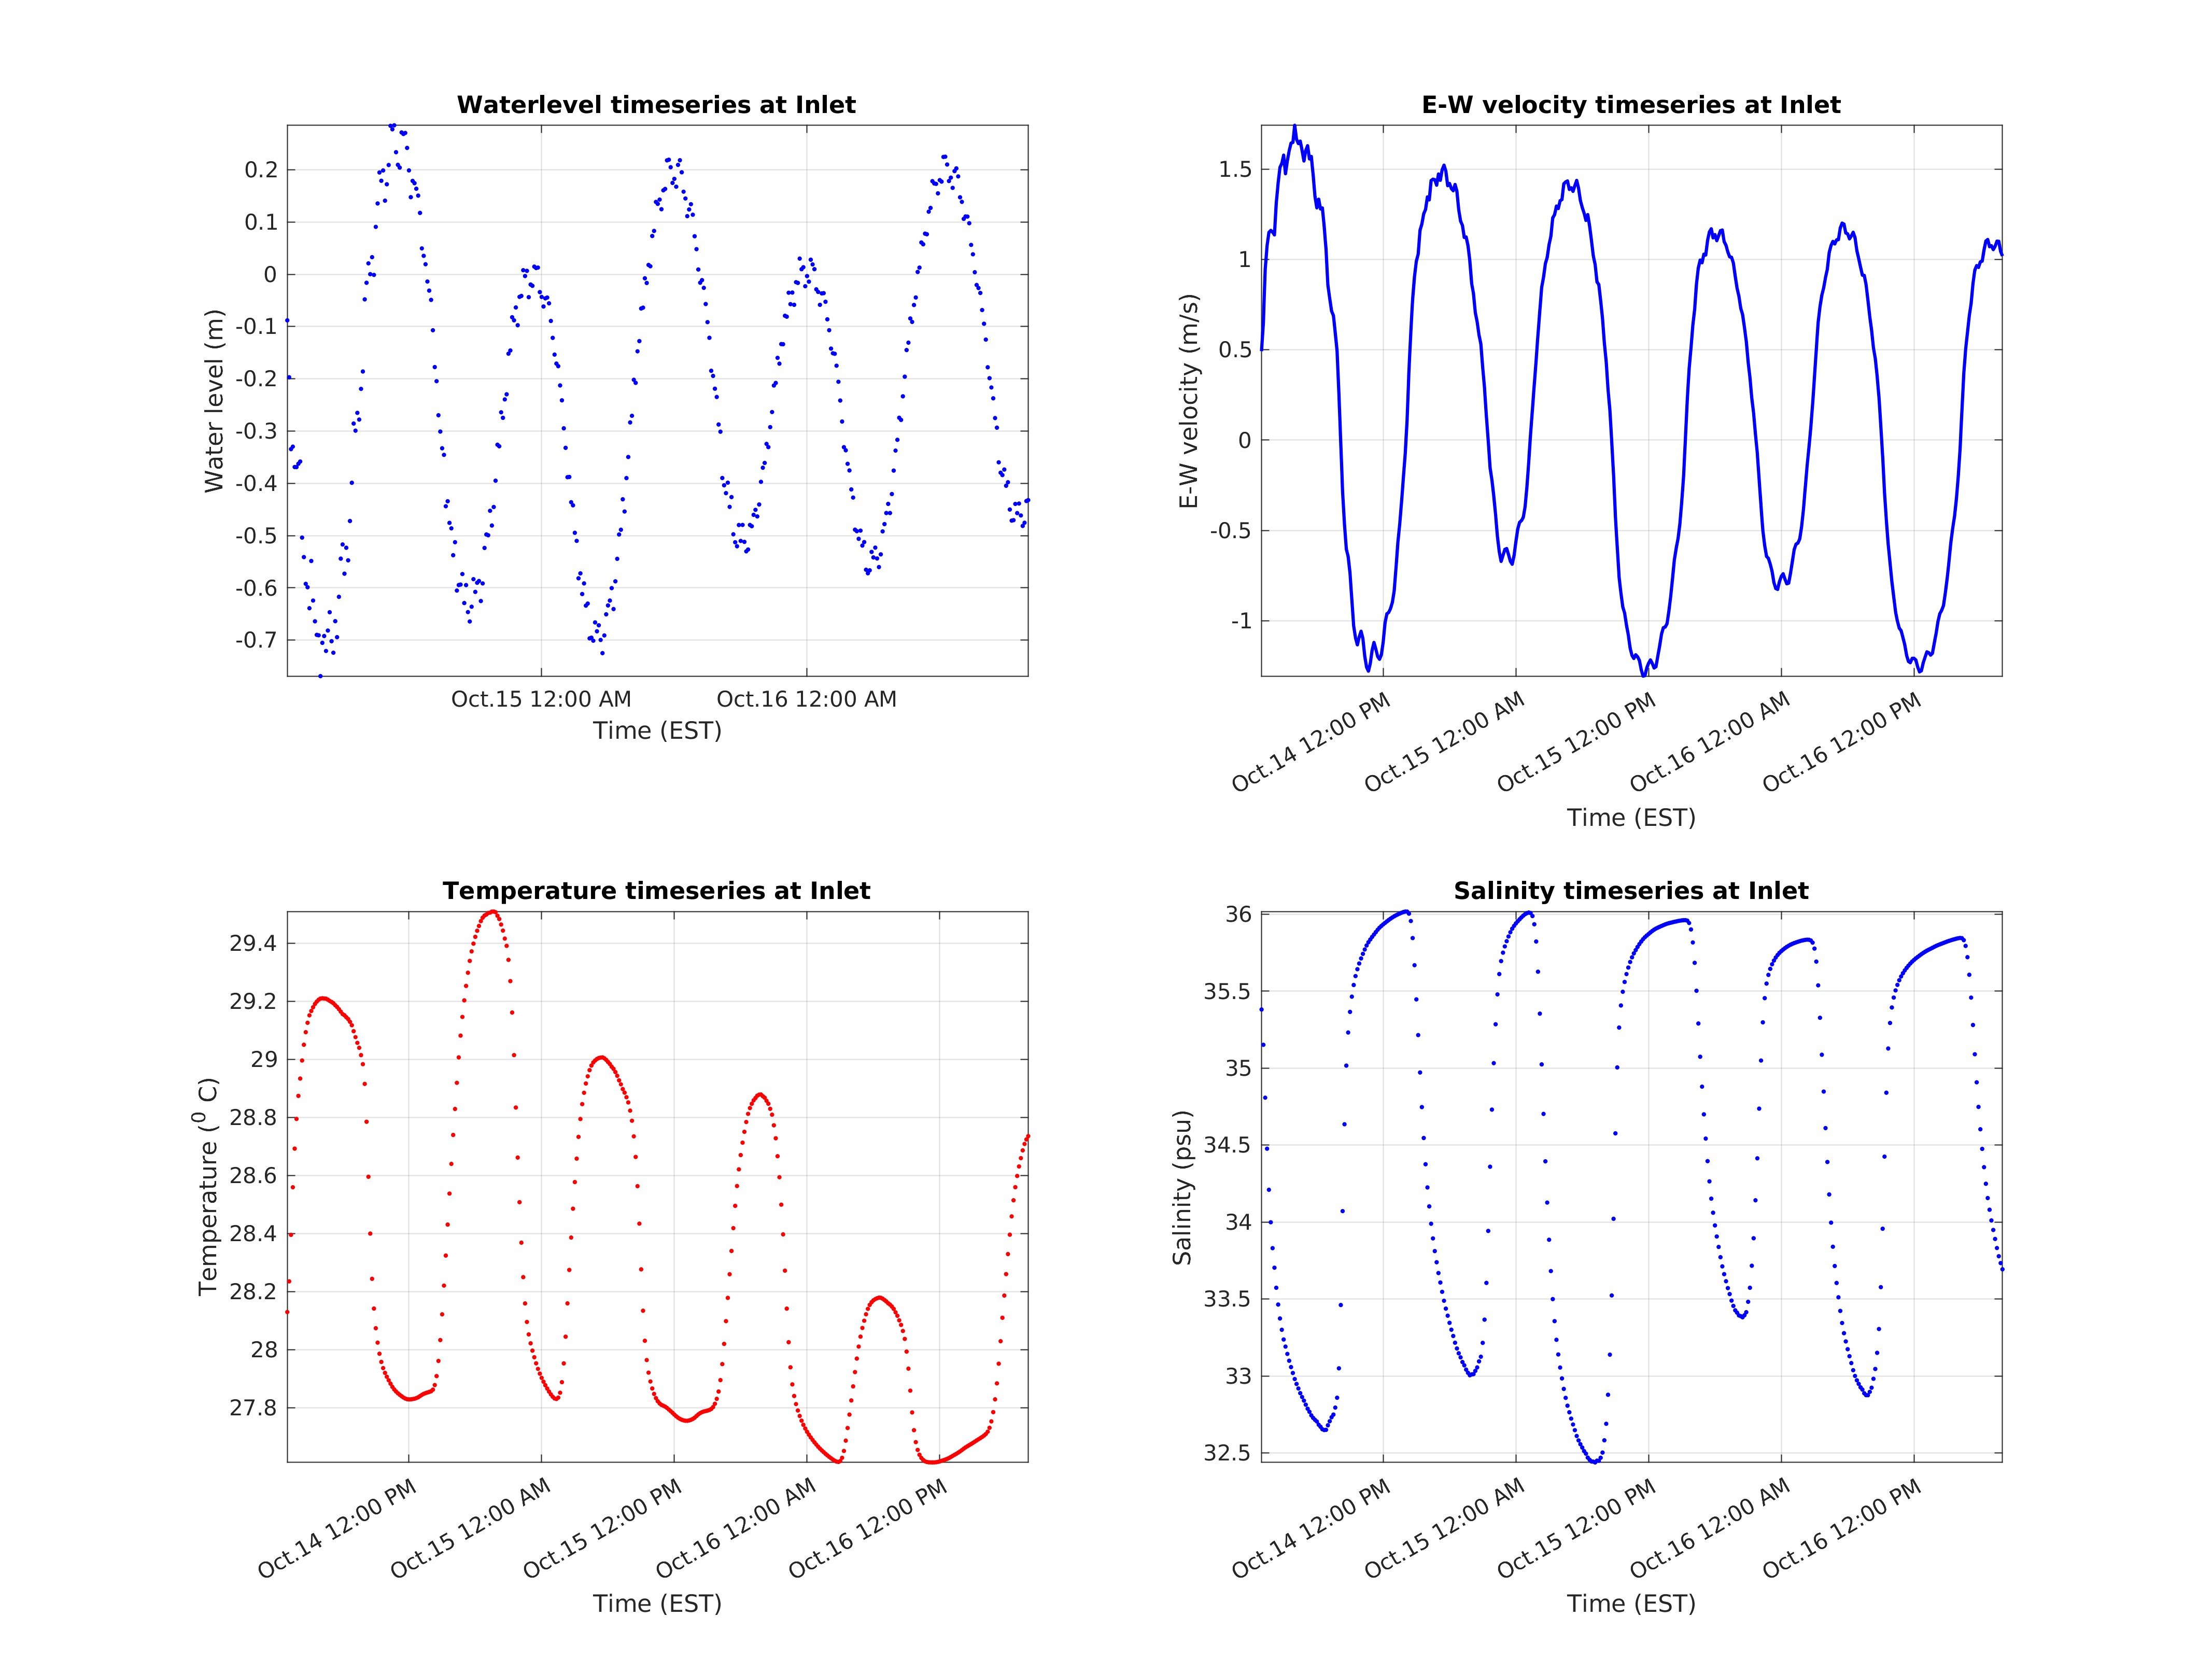 Waterlevel timeseries at Inlet
0.2
0.1
0
-0.1
-0.2
-0.3
-0.4
-0.5
-0.6
-0.7
Water level (m)
Oct.15 12:00 AM
Oct.16 12:00 AM
Time (EST)
E-W velocity timeseries at Inlet
1.5
1
0.5
0
-0.5
-1
E-W velocity (m/s)
Oct.14 12:00 PM
Oct.15 12:00 AM
Oct.15 12:00 PM
Oct.16 12:00 AM
Oct.16 12:00 PM
Time (EST)
Temperature timeseries at Inlet
29.4
29.2
29
28.8
28.6
28.4
28.2
28
27.8
Temperature (⁰ C)
Oct.14 12:00 PM
Oct.15 12:00 AM
Oct.15 12:00 PM
Oct.16 12:00 AM
Oct.16 12:00 PM
Time (EST)
Salinity timeseries at Inlet
36
35.5
35
34.5
34
33.5
33
32.5
Salinity (psu)
Oct.14 12:00 PM
Oct.15 12:00 AM
Oct.15 12:00 PM
Oct.16 12:00 AM
Oct.16 12:00 PM
Time (EST)